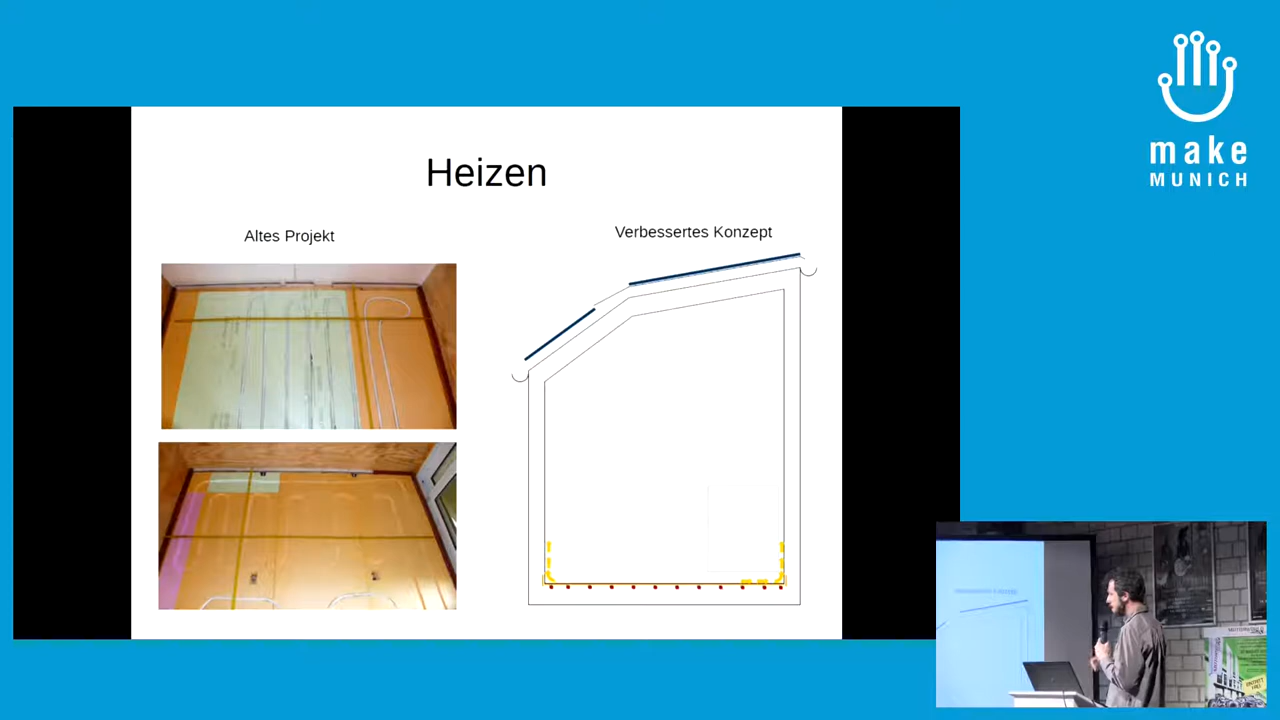 make
MUNICH
Heizen
Altes Projekt
Verbessertes Konzept